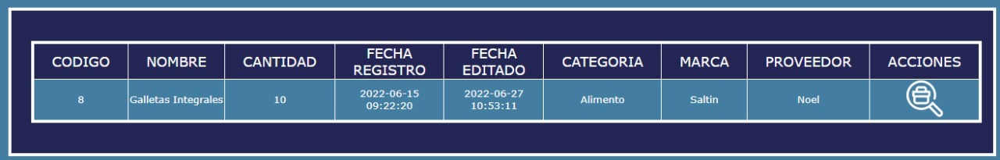 CODIGO NOMBRE CANTIDAD FECHA REGISTRO FECHA EDITADO CATEGORIA MARCA PROVEEDOR ACCIONES
8 Galletas Integrales 10 2022-06-15 09:22:20 2022-06-27 10:53:11 Alimento Saltin Noel